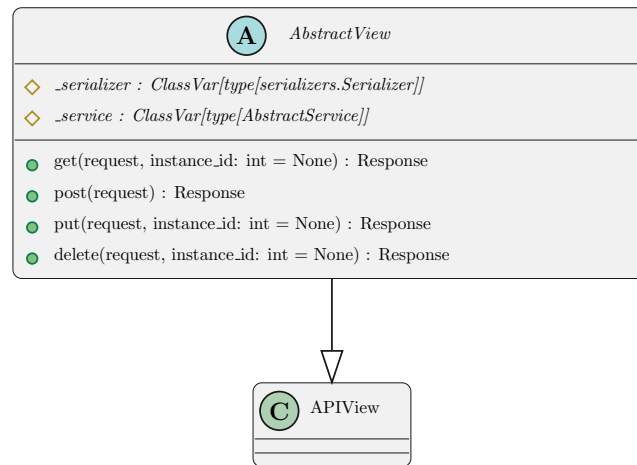 A AbstractView
_serializer : ClassVar[type[serializers.Serializer]]
_service : ClassVar[type[AbstractService]]
get(request, instance_id: int = None) : Response
post(request) : Response
put(request, instance_id: int = None) : Response
delete(request, instance_id: int = None) : Response
C APIView